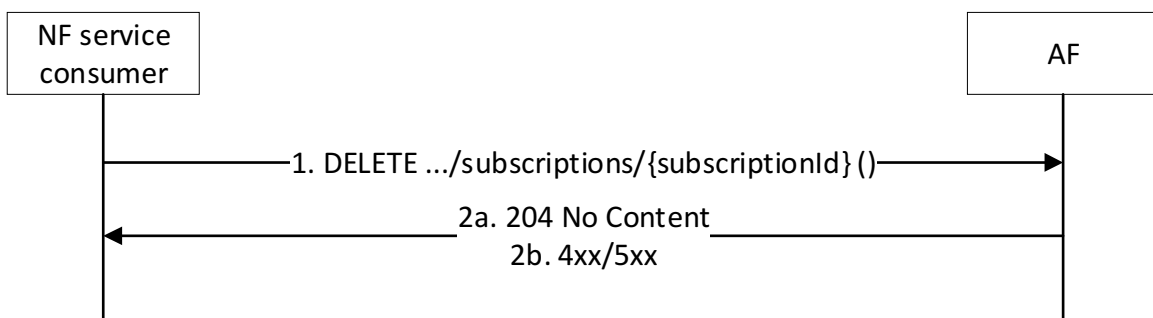 NF service
consumer
AF
1. DELETE .../subscriptions/{subscriptionId} ()
2a. 204 No Content
2b. 4xx/5xx